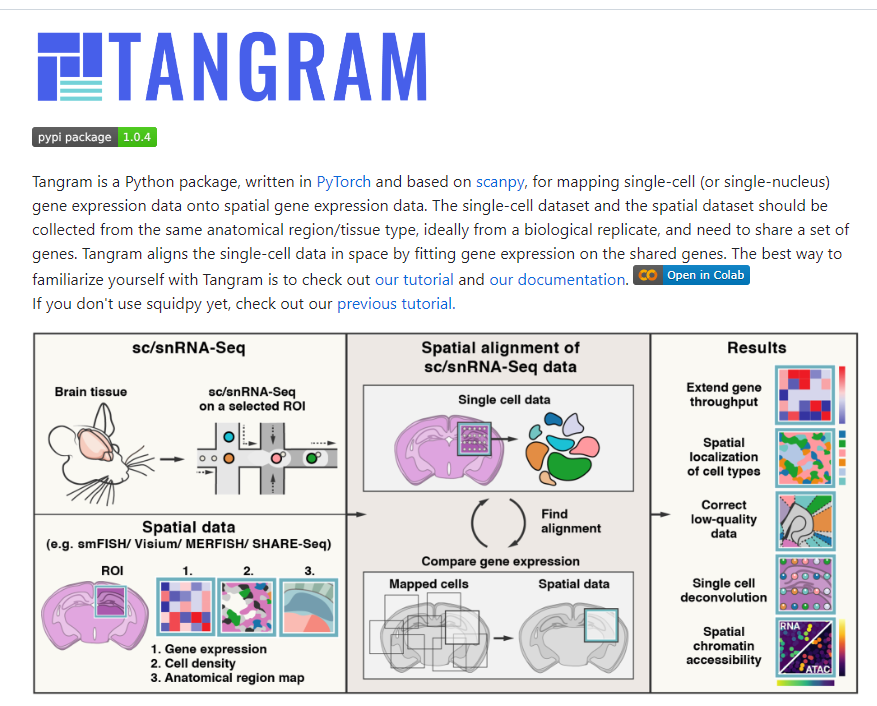 TANGRAM
pypi package 1.0.4
Tangram is a Python package, written in PyTorch and based on scanpy, for mapping single-cell (or single-nucleus)
gene expression data onto spatial gene expression data. The single-cell dataset and the spatial dataset should be
collected from the same anatomical region/tissue type, ideally from a biological replicate, and need to share a set of
genes. Tangram aligns the single-cell data in space by fitting gene expression on the shared genes. The best way to
familiarize yourself with Tangram is to check out our tutorial and our documentation. CO Open in Colab
If you don't use squidpy yet, check out our previous tutorial.
sc/snRNA-Seq
Brain tissue
sc/snRNA-Seq
on a selected ROI
Spatial data
(e.g. smFISH/ Visium/ MERFISH/ SHARE-Seq)
ROI
1.
2.
3.
1. Gene expression
2. Cell density
3. Anatomical region map
Spatial alignment of
sc/snRNA-Seq data
Single cell data
Find
alignment
Compare gene expression
Mapped cells
Spatial data
Results
Extend gene
throughput
Spatial
localization
of cell types
Correct
low-quality
data
Single cell
deconvolution
Spatial
chromatin
accessibility
RNA
ATAC